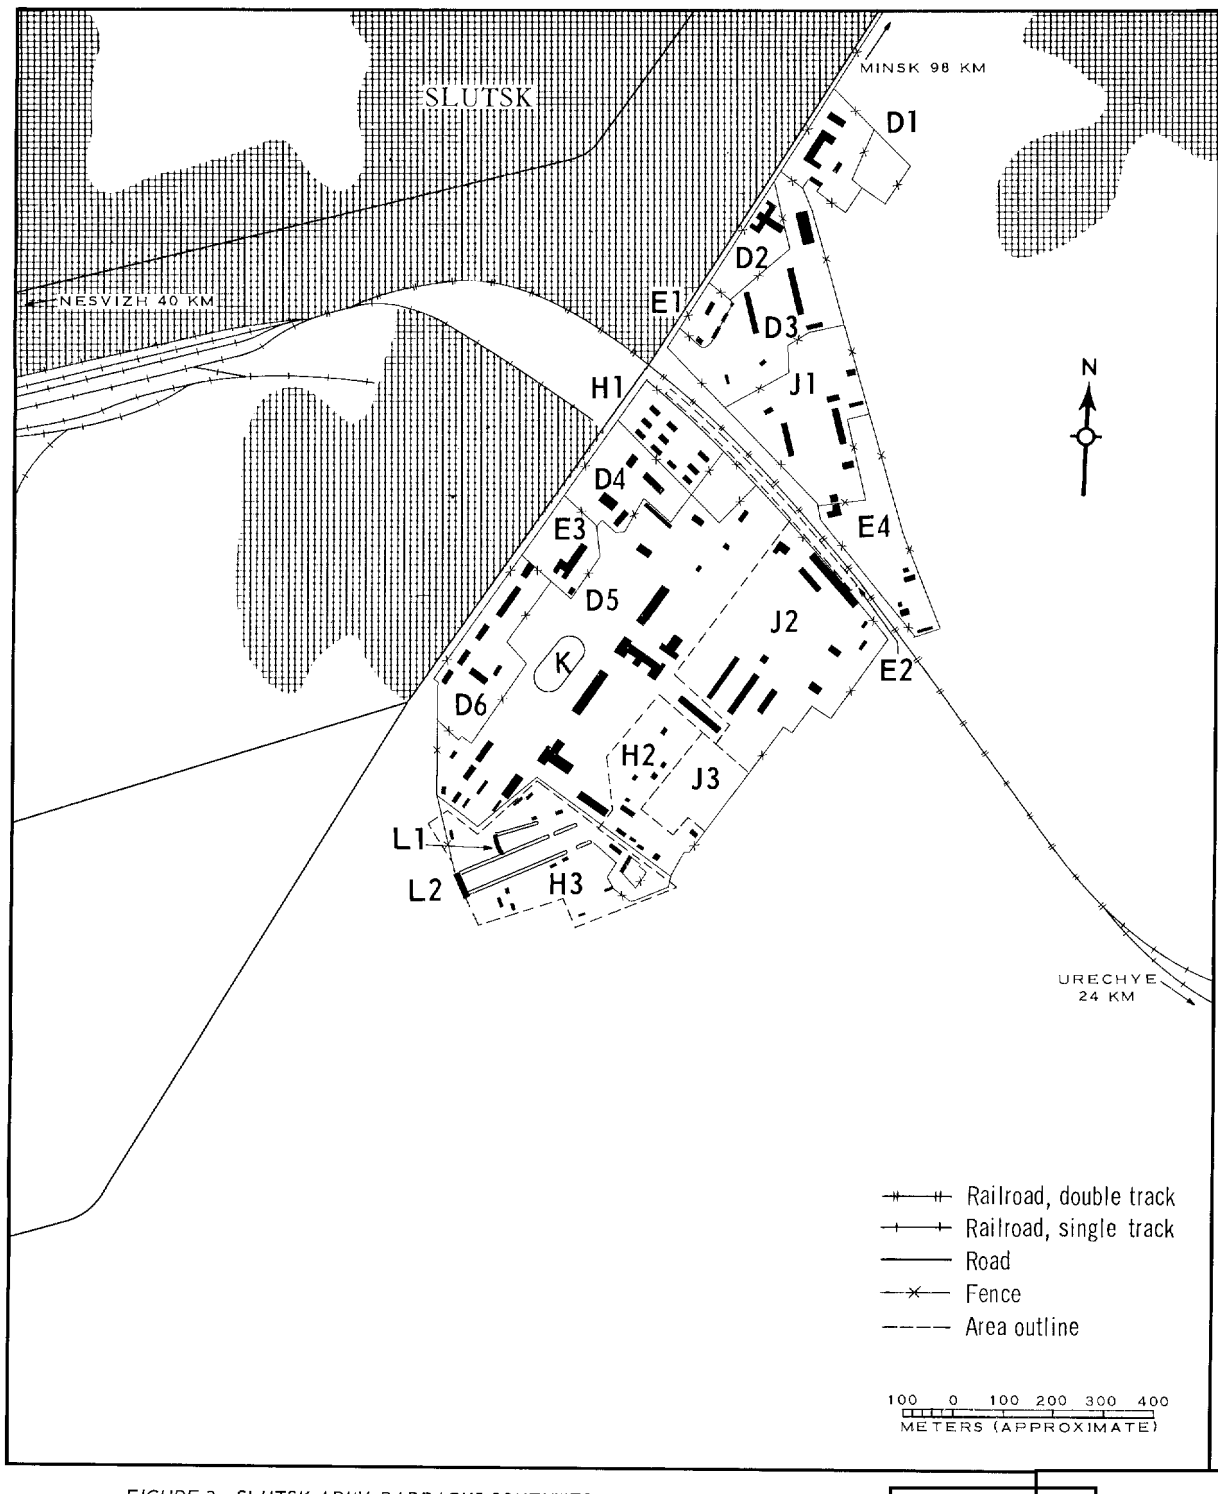 MINSK 98 KM
SLUTSK
D1
D2
NESVIZH 40 KM
E1
D3
H1
J1
N
D4
E3
E4
D5
J2
K
E2
D6
H2
J3
L1
L2
H3
URECHYE
24 KM
Railroad, double track
Railroad, single track
Road
Fence
Area outline
100 0 100 200 300 400
METERS (APPROXIMATE)